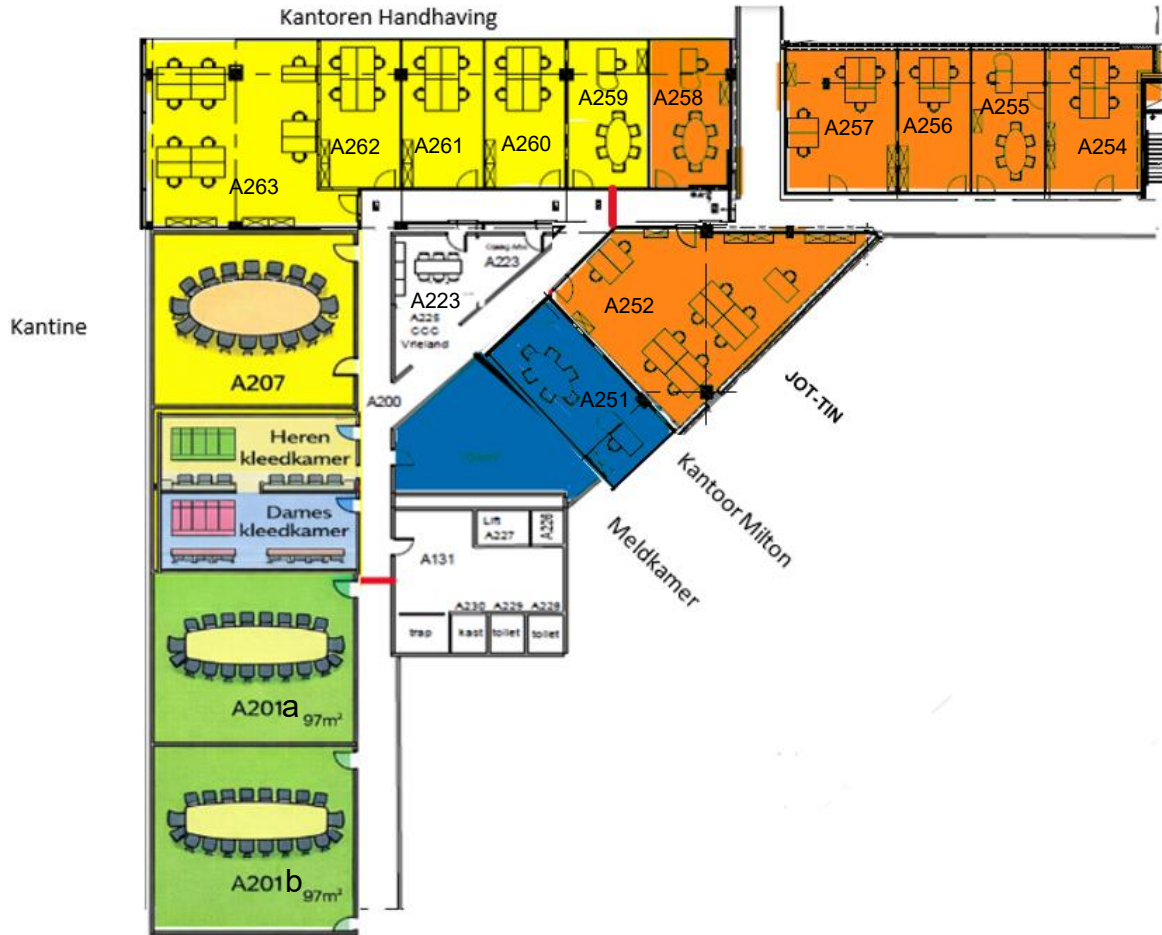 Kantoren Handhaving
A259
A258
A255
A257
A256
A254
A262
A261
A260
A263
A223
A223
A225
CCC
Vrieland
A252
Kantine
A207
A200
A251
JOT-TIN
Heren
kleedkamer
Kantoor Milton
Dames
kleedkamer
Meldkamer
Lift
A227
A226
A131
A230
A229
A228
trap
kast
toilet
toilet
A201a
97m²
A201b
97m²